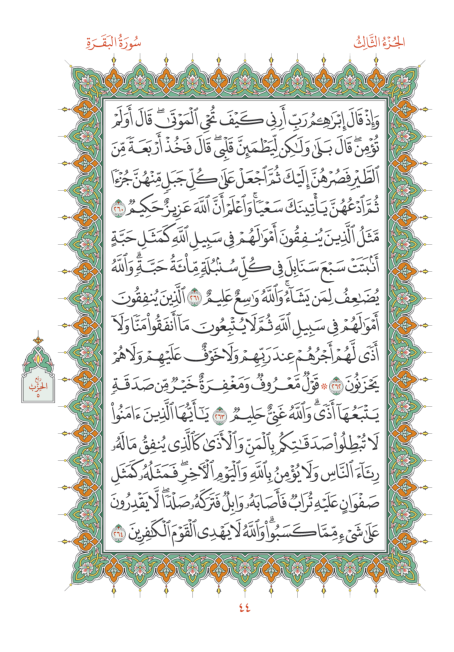 الجُزْءُ الثَّالِثُ
سُورَةُ البَقَرَةِ
وَإِذْ قَالَ إِبْرَٰهِـۧمُ رَبِّ أَرِنِى كَيْفَ تُحْىِ ٱلْمَوْتَىٰ ۖ قَالَ أَوَلَمْ
تُؤْمِن ۖ قَالَ بَلَىٰ وَلَٰكِن لِّيَطْمَئِنَّ قَلْبِى ۖ قَالَ فَخُذْ أَرْبَعَةً مِّنَ
ٱلطَّيْرِ فَصُرْهُنَّ إِلَيْكَ ثُمَّ ٱجْعَلْ عَلَىٰ كُلِّ جَبَلٍ مِّنْهُنَّ جُزْءًا
ثُمَّ ٱدْعُهُنَّ يَأْتِينَكَ سَعْيًا ۚ وَٱعْلَمْ أَنَّ ٱللَّهَ عَزِيزٌ حَكِيمٌ ٢٦٠
مَّثَلُ ٱلَّذِينَ يُنفِقُونَ أَمْوَٰلَهُمْ فِى سَبِيلِ ٱللَّهِ كَمَثَلِ حَبَّةٍ
أَنۢبَتَتْ سَبْعَ سَنَابِلَ فِى كُلِّ سُنۢبُلَةٍ مِّا۟ئَةُ حَبَّةٍ ۗ وَٱللَّهُ
يُضَٰعِفُ لِمَن يَشَآءُ ۗ وَٱللَّهُ وَٰسِعٌ عَلِيمٌ ٢٦١ ٱلَّذِينَ يُنفِقُونَ
أَمْوَٰلَهُمْ فِى سَبِيلِ ٱللَّهِ ثُمَّ لَا يُتْبِعُونَ مَآ أَنفَقُوا۟ مَنًّا وَلَآ
أَذًى ۙ لَّهُمْ أَجْرُهُمْ عِندَ رَبِّهِمْ وَلَا خَوْفٌ عَلَيْهِمْ وَلَا هُمْ
يَحْزَنُونَ ٢٦٢ ۞ قَوْلٌ مَّعْرُوفٌ وَمَغْفِرَةٌ خَيْرٌ مِّن صَدَقَةٍ
يَتْبَعُهَآ أَذًى ۗ وَٱللَّهُ غَنِىٌّ حَلِيمٌ ٢٦٣ يَٰٓأَيُّهَا ٱلَّذِينَ ءَامَنُوا۟
لَا تُبْطِلُوا۟ صَدَقَٰتِكُم بِٱلْمَنِّ وَٱلْأَذَىٰ كَٱلَّذِى يُنفِقُ مَالَهُۥ
رِئَآءَ ٱلنَّاسِ وَلَا يُؤْمِنُ بِٱللَّهِ وَٱلْيَوْمِ ٱلْءَاخِرِ ۖ فَمَثَلُهُۥ كَمَثَلِ
صَفْوَانٍ عَلَيْهِ تُرَابٌ فَأَصَابَهُۥ وَابِلٌ فَتَرَكَهُۥ صَلْدًا ۖ لَّا يَقْدِرُونَ
عَلَىٰ شَىْءٍ مِّمَّا كَسَبُوا۟ ۗ وَٱللَّهُ لَا يَهْدِى ٱلْقَوْمَ ٱلْكَٰفِرِينَ ٢٦٤
٤٤